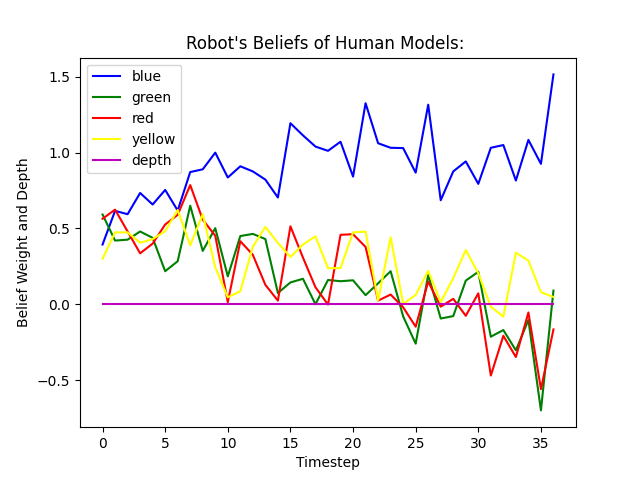 Robot's Beliefs of Human Models:
blue
green
red
yellow
depth
1.5
1.0
0.5
0.0
−0.5
Belief Weight and Depth
0 5 10 15 20 25 30 35
Timestep